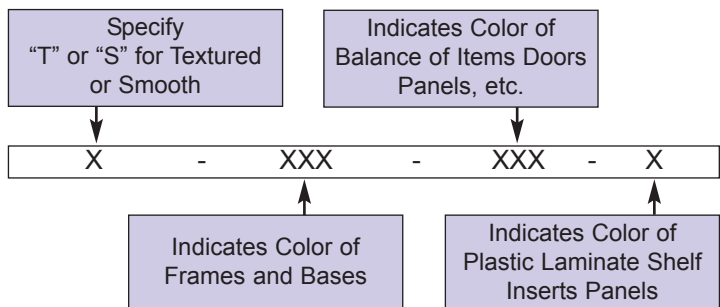 Specify
“T” or “S” for Textured
or Smooth
Indicates Color of
Balance of Items Doors
Panels, etc.
X - XXX - XXX - X
Indicates Color of
Frames and Bases
Indicates Color of
Plastic Laminate Shelf
Inserts Panels